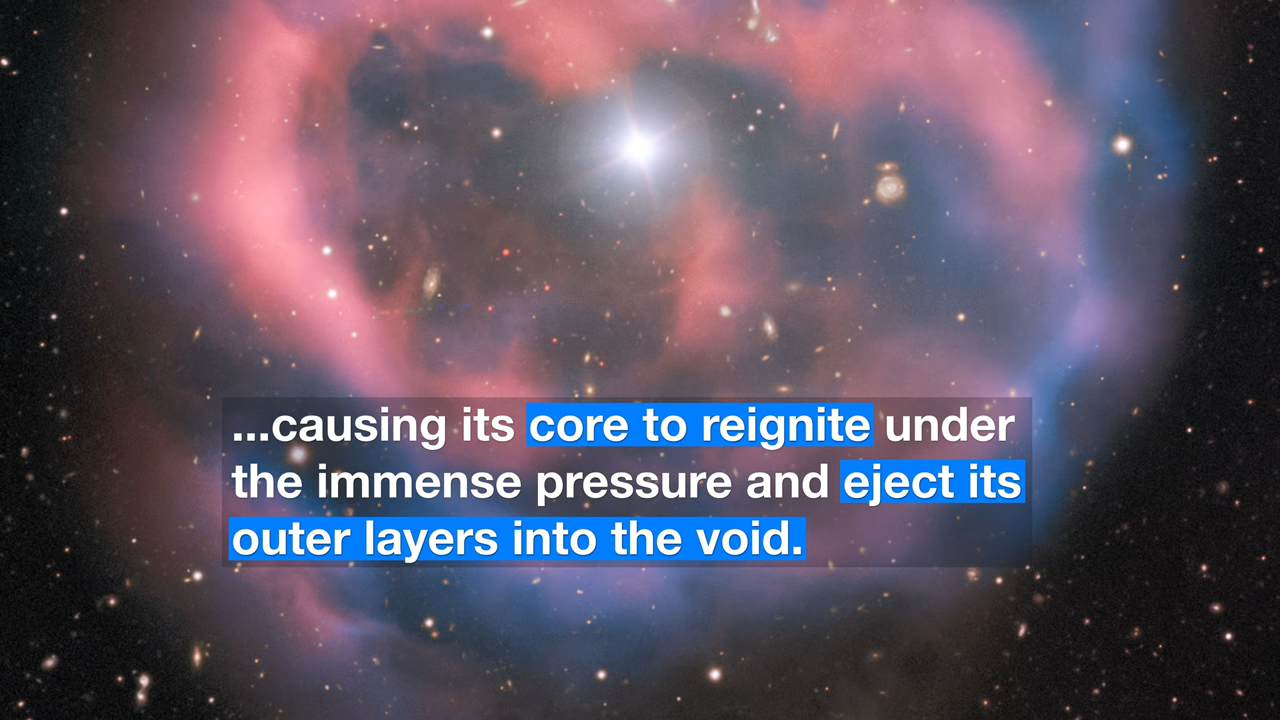 ...causing its core to reignite under
the immense pressure and eject its
outer layers into the void.